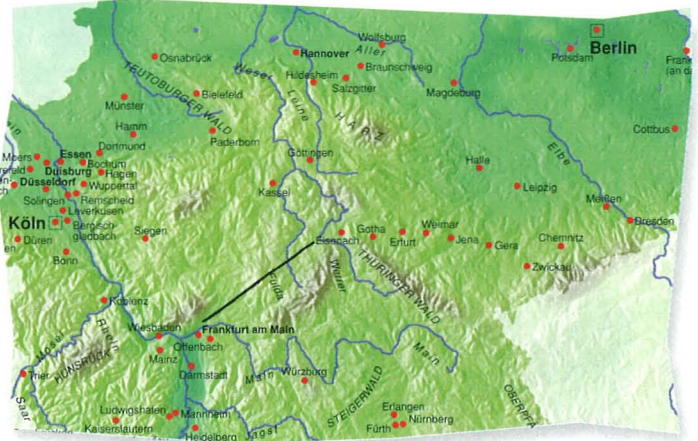 Wolfsburg
Berlin
Osnabrück
Hannover
Aller
Potsdam
Frank
(an d
Weser
Hildesheim
Braunschweig
Salzgitter
Magdeburg
TEUTOBURGER WALD
Bielefeld
Leine
Münster
HARZ
Cottbus
Hamm
Paderborn
Elbe
Dortmund
Göttingen
Moers
Essen
Bochum
Halle
refeld
Duisburg
Hagen
Düsseldorf
Wuppertal
Kassel
Leipzig
Solingen
Remscheid
Meißen
Leverkusen
Köln
Bergisch-
gladbach
Dresden
Siegen
Eisenach
Gotha
Erfurt
Weimar
Jena
Gera
Chemnitz
Düren
en
Bonn
Zwickau
Fulda
Werra
THÜRINGER WALD
Koblenz
Rhein
Wiesbaden
Frankfurt am Main
Mosel
Mainz
Offenbach
Main
HUNSRÜCK
Trier
Darmstadt
Main
Würzburg
STEIGERWALD
OBERPFA
Saar
Ludwigshafen
Mannheim
Erlangen
Kaiserslautern
Heidelberg
Jagst
Fürth
Nürnberg